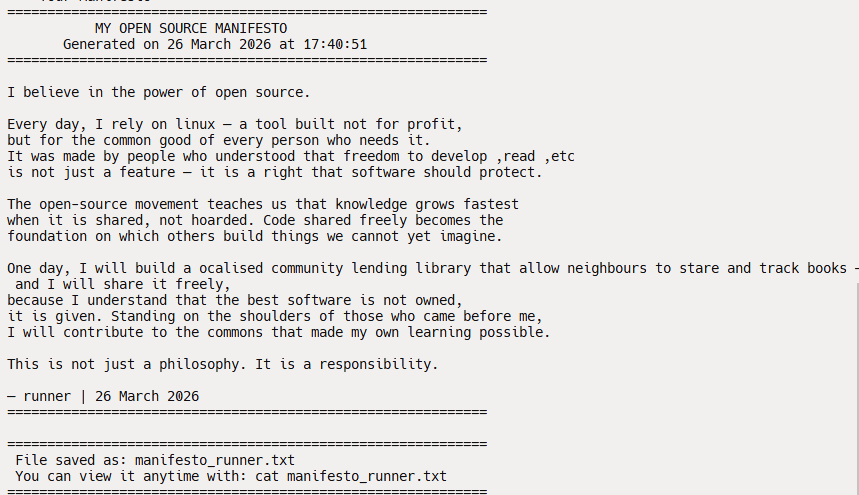 ============================================================
MY OPEN SOURCE MANIFESTO
Generated on 26 March 2026 at 17:40:51
============================================================
I believe in the power of open source.
Every day, I rely on linux — a tool built not for profit,
but for the common good of every person who needs it.
It was made by people who understood that freedom to develop ,read ,etc
is not just a feature — it is a right that software should protect.
The open-source movement teaches us that knowledge grows fastest
when it is shared, not hoarded. Code shared freely becomes the
foundation on which others build things we cannot yet imagine.
One day, I will build a ocalised community lending library that allow neighbours to stare and track books —
and I will share it freely,
because I understand that the best software is not owned,
it is given. Standing on the shoulders of those who came before me,
I will contribute to the commons that made my own learning possible.
This is not just a philosophy. It is a responsibility.
— runner | 26 March 2026
============================================================
============================================================
File saved as: manifesto_runner.txt
You can view it anytime with: cat manifesto_runner.txt
============================================================